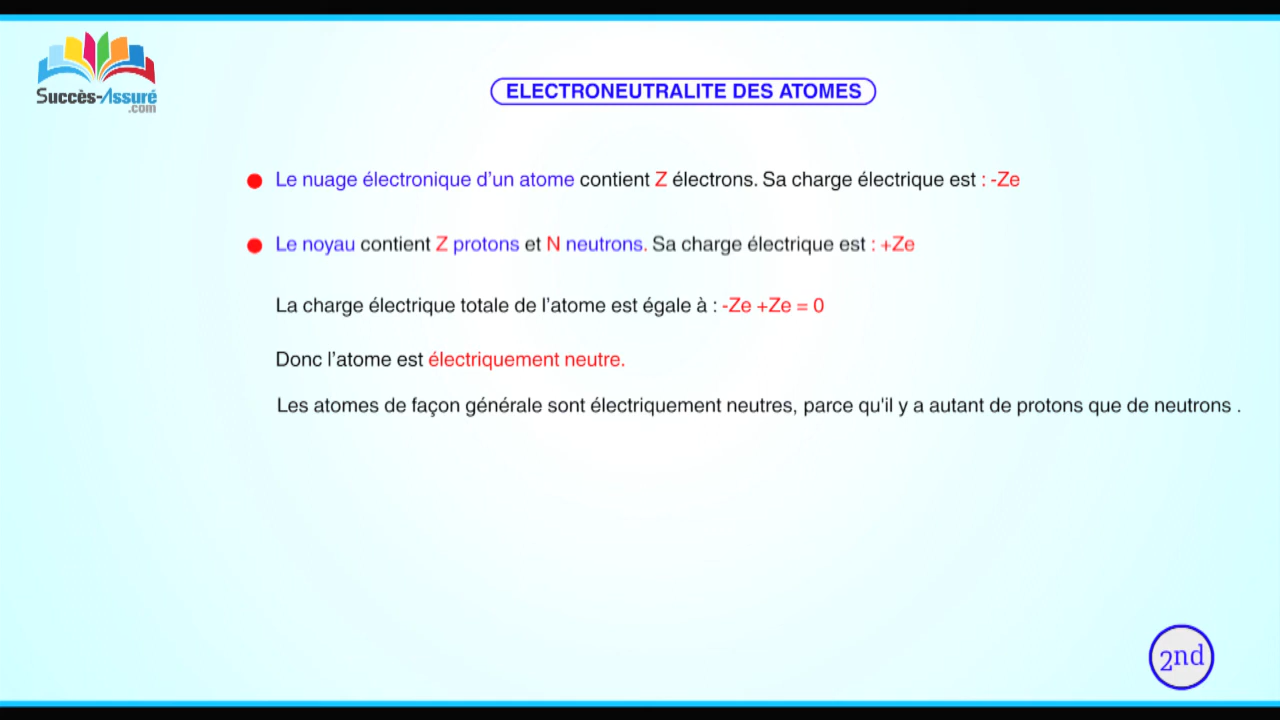 Succès-Assuré
.com
ELECTRONEUTRALITE DES ATOMES
Le nuage électronique d’un atome contient Z électrons. Sa charge électrique est : -Ze
Le noyau contient Z protons et N neutrons. Sa charge électrique est : +Ze
La charge électrique totale de l’atome est égale à : -Ze +Ze = 0
Donc l’atome est électriquement neutre.
Les atomes de façon générale sont électriquement neutres, parce qu'il y a autant de protons que de neutrons .
2nd